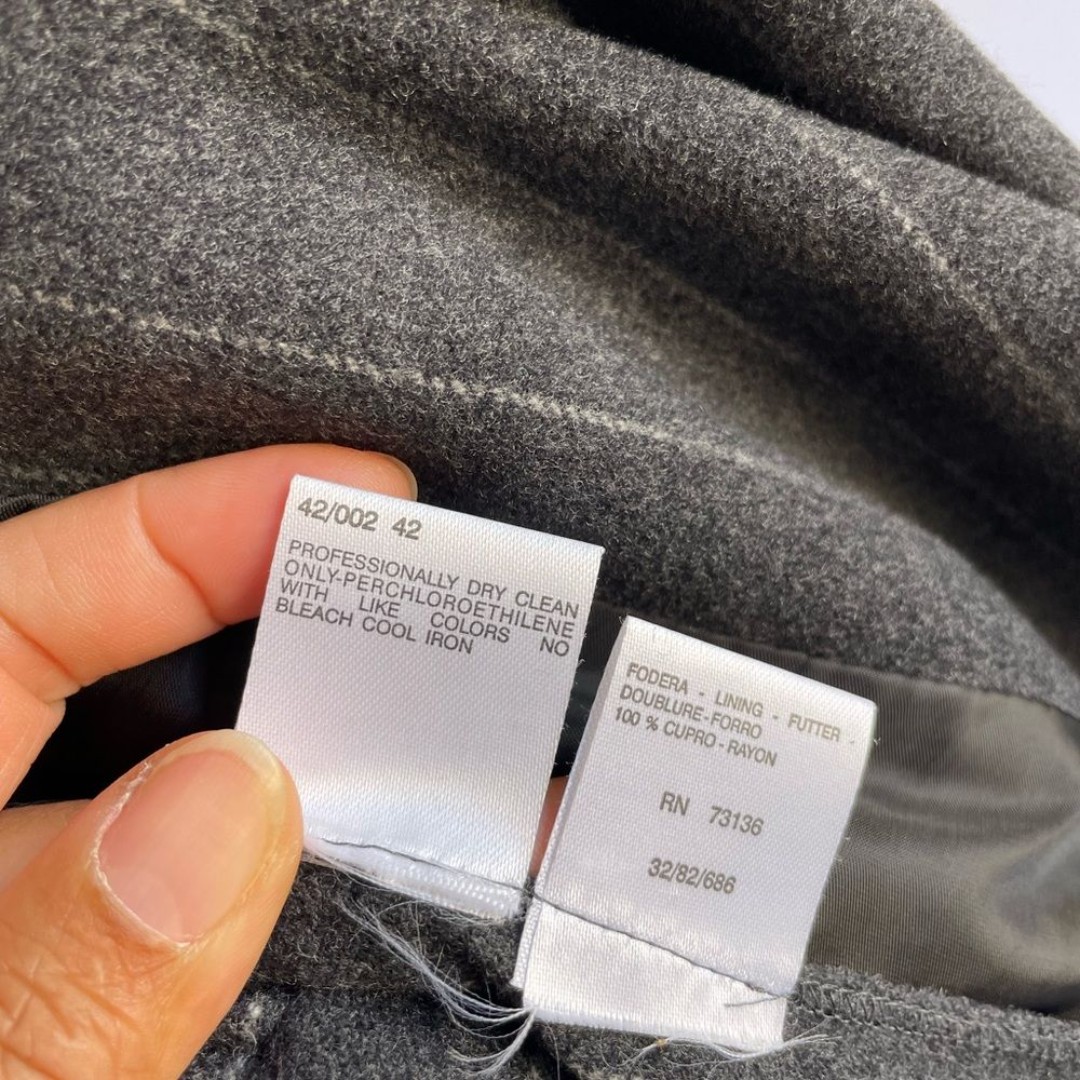 42/002 42
PROFESSIONALLY DRY CLEAN
ONLY-PERCHLOROETHILENE
WITH LIKE COLORS NO
BLEACH COOL IRON
FODERA - LINING - FUTTER -
DOUBLURE-FORRO
100 % CUPRO-RAYON
RN 73136
32/82/686